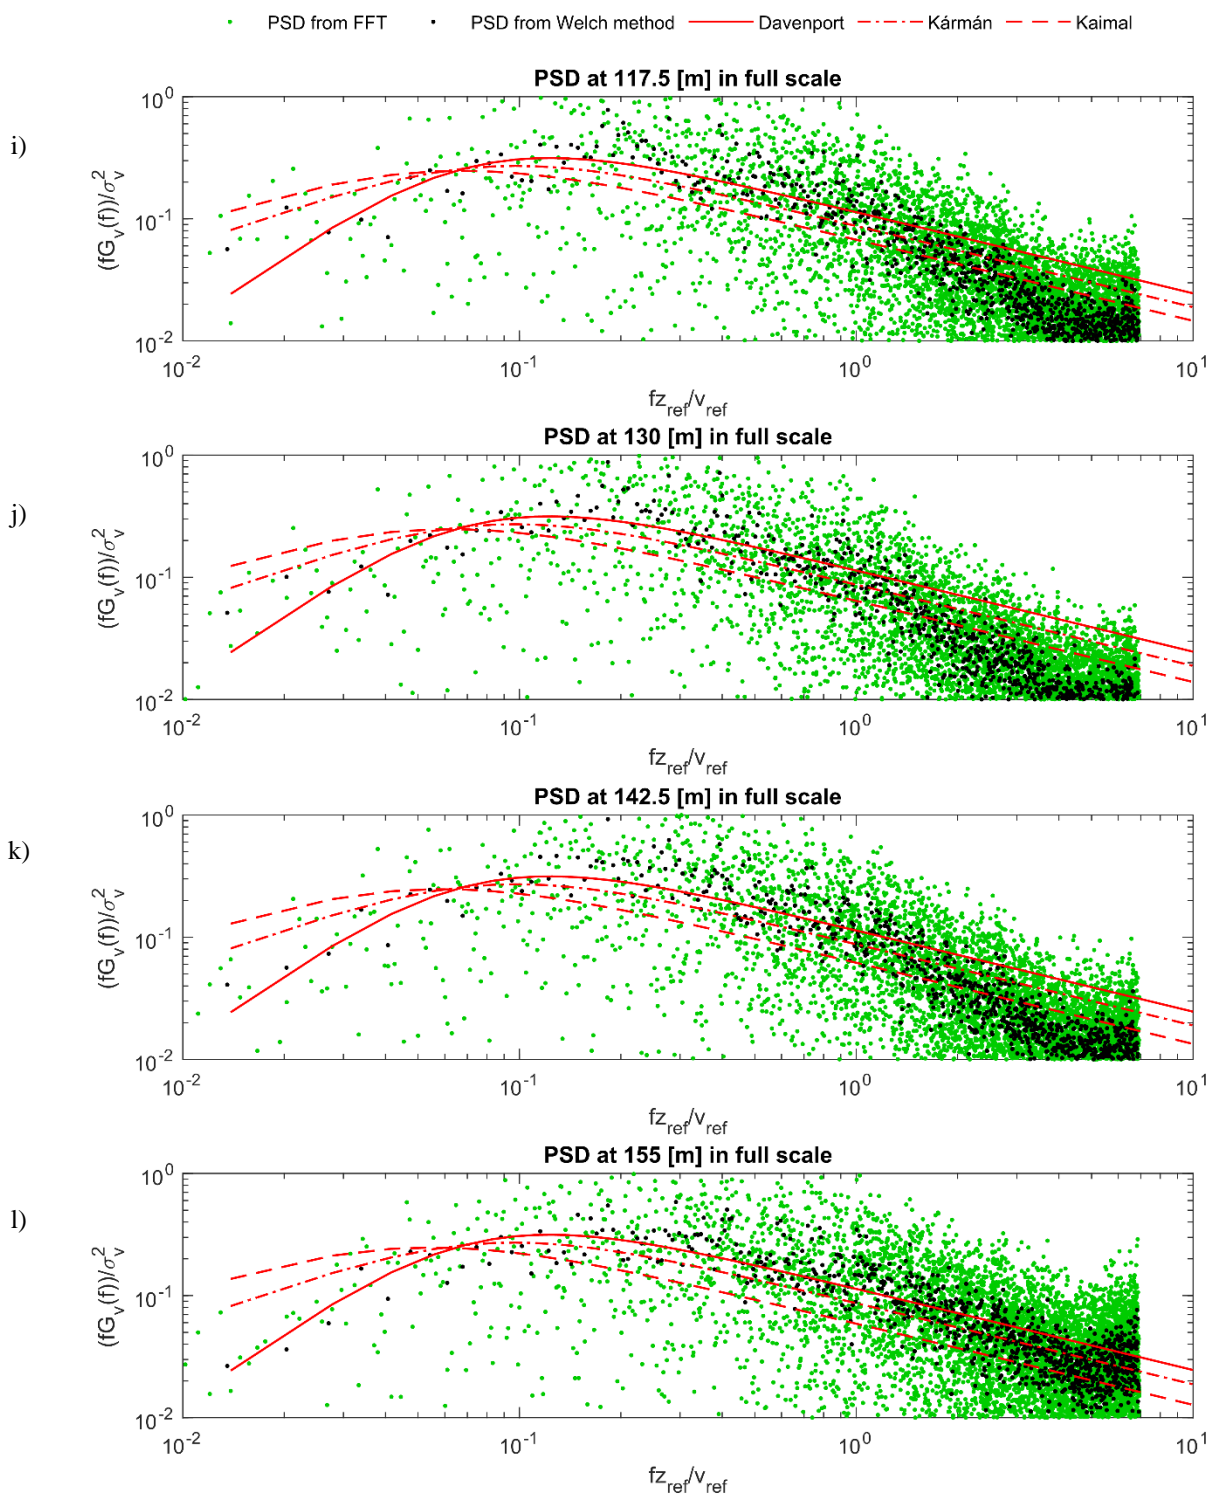 PSD from FFT PSD from Welch method Davenport Kármán Kaimal
PSD at 117.5 [m] in full scale
i)
10^0
10^-1
10^-2
(fG_v(f))/σ_v^2
10^-2 10^-1 10^0 10^1
fz_ref/v_ref
PSD at 130 [m] in full scale
j)
10^0
10^-1
10^-2
(fG_v(f))/σ_v^2
10^-2 10^-1 10^0 10^1
fz_ref/v_ref
PSD at 142.5 [m] in full scale
k)
10^0
10^-1
10^-2
(fG_v(f))/σ_v^2
10^-2 10^-1 10^0 10^1
fz_ref/v_ref
PSD at 155 [m] in full scale
l)
10^0
10^-1
10^-2
(fG_v(f))/σ_v^2
10^-2 10^-1 10^0 10^1
fz_ref/v_ref